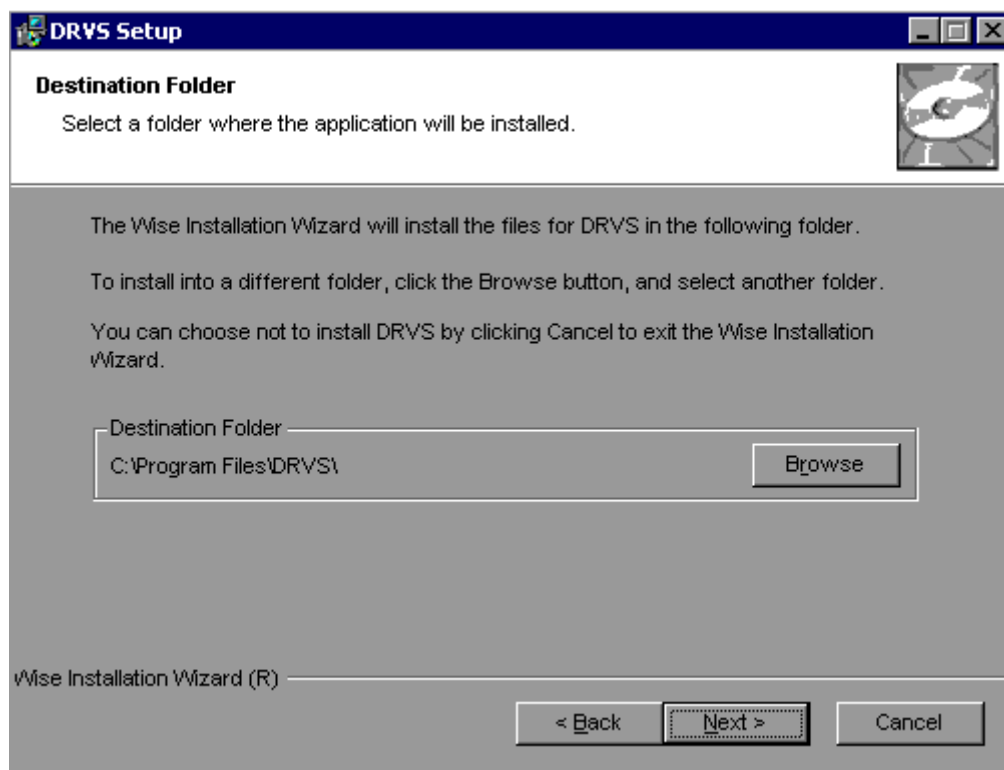 DRVS Setup
Destination Folder
Select a folder where the application will be installed.
The Wise Installation Wizard will install the files for DRVS in the following folder.
To install into a different folder, click the Browse button, and select another folder.
You can choose not to install DRVS by clicking Cancel to exit the Wise Installation
Wizard.
Destination Folder
C:\Program Files\DRVS\
Browse
Wise Installation Wizard (R)
< Back
Next >
Cancel